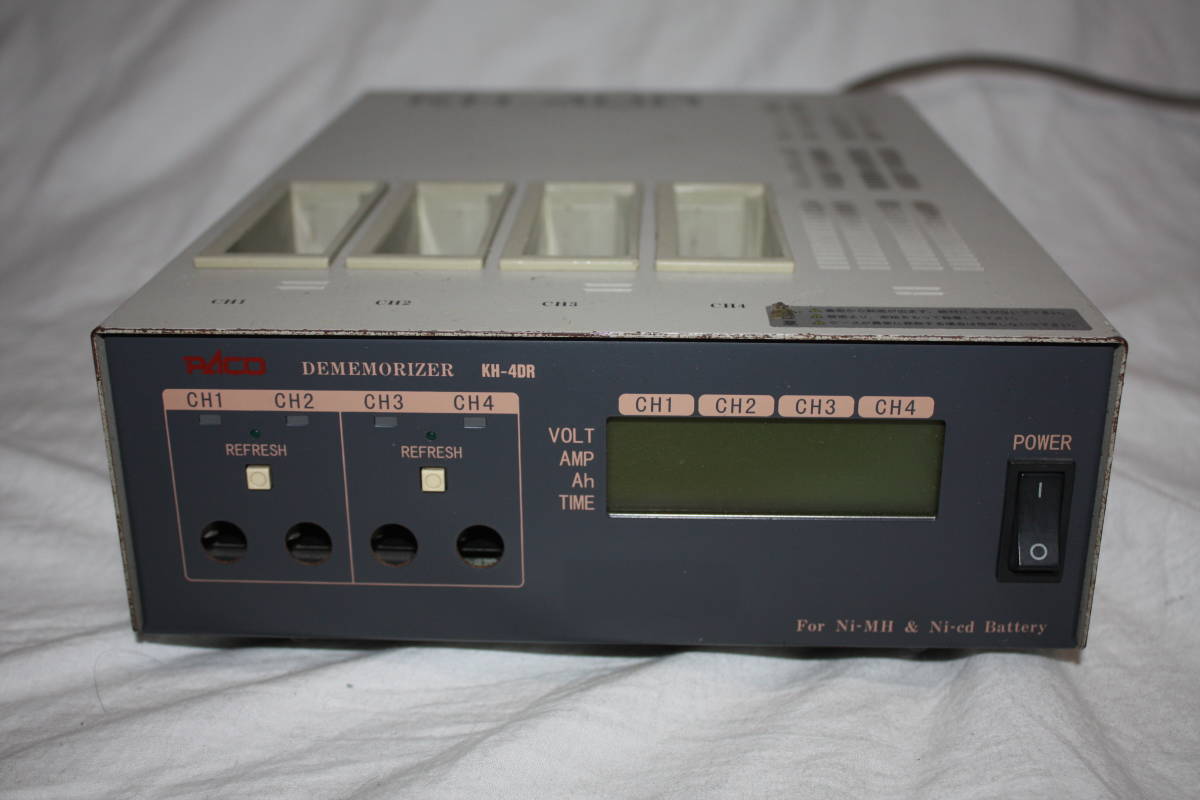 CH1 CH2 CH3 CH4
PACO DEMEMORIZER KH-4DR
CH1 CH2 CH3 CH4
REFRESH REFRESH
CH1 CH2 CH3 CH4
VOLT
AMP
Ah
TIME
POWER
For Ni-MH & Ni-cd Battery